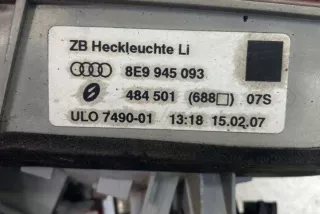 ZB Heckleuchte Li
8E9 945 093
484 501 (688□) 07S
ULO 7490-01 13:18 15.02.07